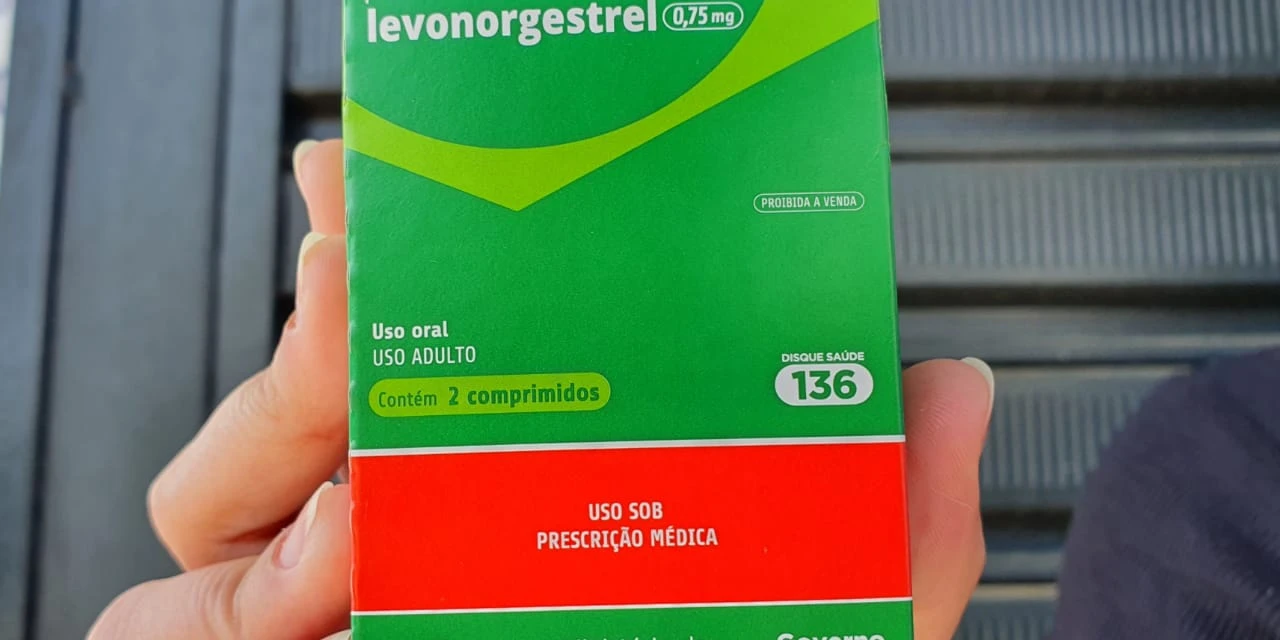 levonorgestrel 0,75 mg
PROIBIDA A VENDA
Uso oral
USO ADULTO
Contém 2 comprimidos
DISQUE SAÚDE
136
USO SOB
PRESCRIÇÃO MÉDICA
Governo